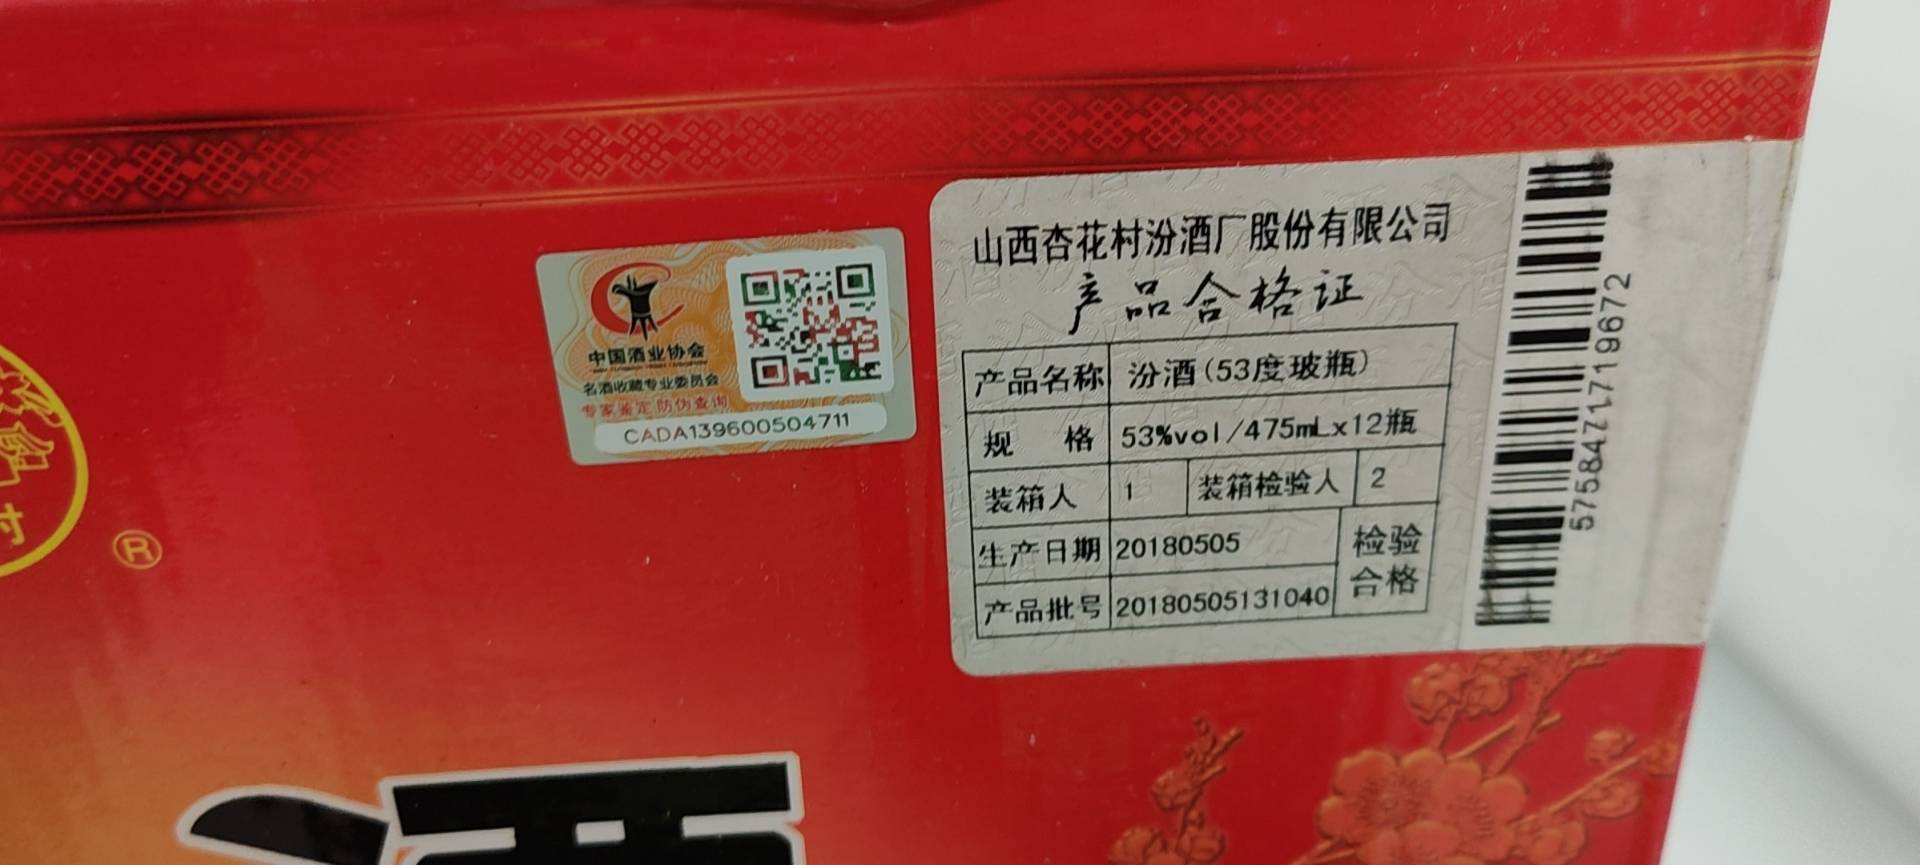 中国酒业协会
名酒收藏专业委员会
专家鉴定 防伪查询
CADA139600504711
山西杏花村汾酒厂股份有限公司
产品合格证
产品名称 汾酒(53度玻瓶)
规 格 53%vol/475mLx12瓶
装箱人 1 装箱检验人 2
生产日期 20180505
检验合格
产品批号 20180505131040
5758471719672
村
®
酒